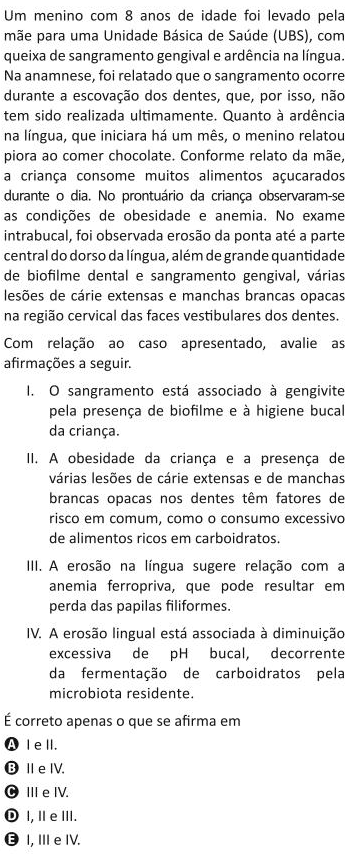 Um menino com 8 anos de idade foi levado pela
mãe para uma Unidade Básica de Saúde (UBS), com
queixa de sangramento gengival e ardência na língua.
Na anamnese, foi relatado que o sangramento ocorre
durante a escovação dos dentes, que, por isso, não
tem sido realizada ultimamente. Quanto à ardência
na língua, que iniciara há um mês, o menino relatou
piora ao comer chocolate. Conforme relato da mãe,
a criança consome muitos alimentos açucarados
durante o dia. No prontuário da criança observaram-se
as condições de obesidade e anemia. No exame
intrabucal, foi observada erosão da ponta até a parte
central do dorso da língua, além de grande quantidade
de biofilme dental e sangramento gengival, várias
lesões de cárie extensas e manchas brancas opacas
na região cervical das faces vestibulares dos dentes.
Com relação ao caso apresentado, avalie as
afirmações a seguir.
I. O sangramento está associado à gengivite
pela presença de biofilme e à higiene bucal
da criança.
II. A obesidade da criança e a presença de
várias lesões de cárie extensas e de manchas
brancas opacas nos dentes têm fatores de
risco em comum, como o consumo excessivo
de alimentos ricos em carboidratos.
III. A erosão na língua sugere relação com a
anemia ferropriva, que pode resultar em
perda das papilas filiformes.
IV. A erosão lingual está associada à diminuição
excessiva de pH bucal, decorrente
da fermentação de carboidratos pela
microbiota residente.
É correto apenas o que se afirma em
A I e II.
B II e IV.
C III e IV.
D I, II e III.
E I, III e IV.